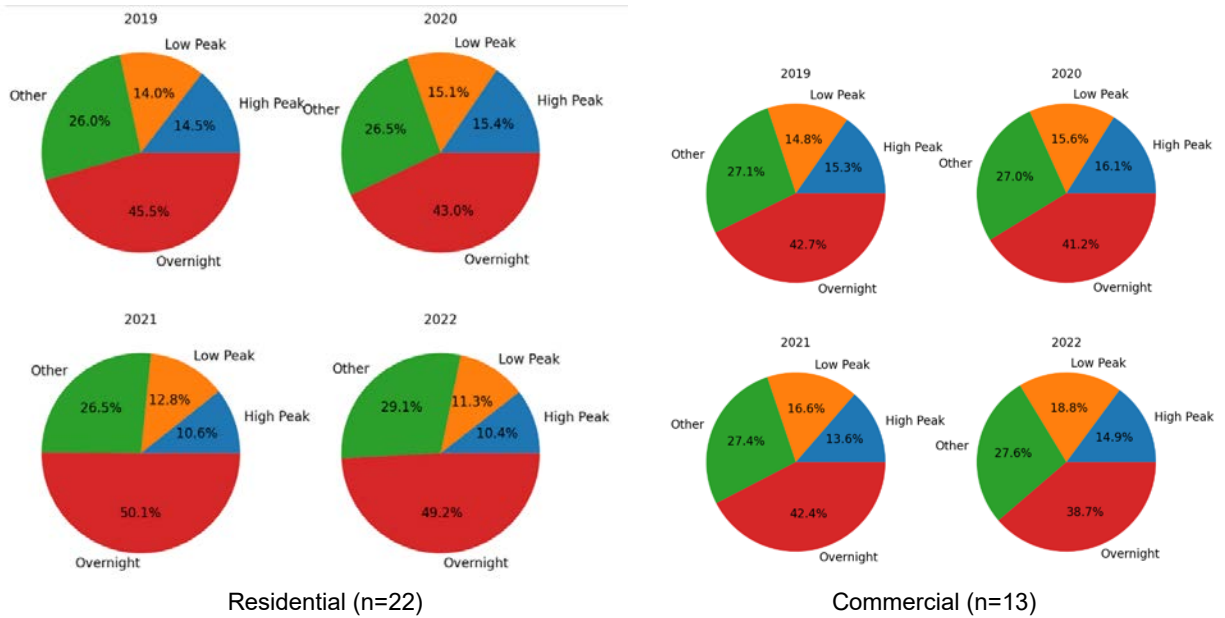 2019
Low Peak
High Peak
Other
14.0%
14.5%
26.0%
45.5%
Overnight
2020
Low Peak
High Peak
Other
15.1%
15.4%
26.5%
43.0%
Overnight
2021
Low Peak
High Peak
Other
12.8%
10.6%
26.5%
50.1%
Overnight
2022
Low Peak
High Peak
Other
11.3%
10.4%
29.1%
49.2%
Overnight
Residential (n=22)
2019
Low Peak
High Peak
Other
14.8%
15.3%
27.1%
42.7%
Overnight
2020
Low Peak
High Peak
Other
15.6%
16.1%
27.0%
41.2%
Overnight
2021
Low Peak
High Peak
Other
16.6%
13.6%
27.4%
42.4%
Overnight
2022
Low Peak
High Peak
Other
18.8%
14.9%
27.6%
38.7%
Overnight
Commercial (n=13)